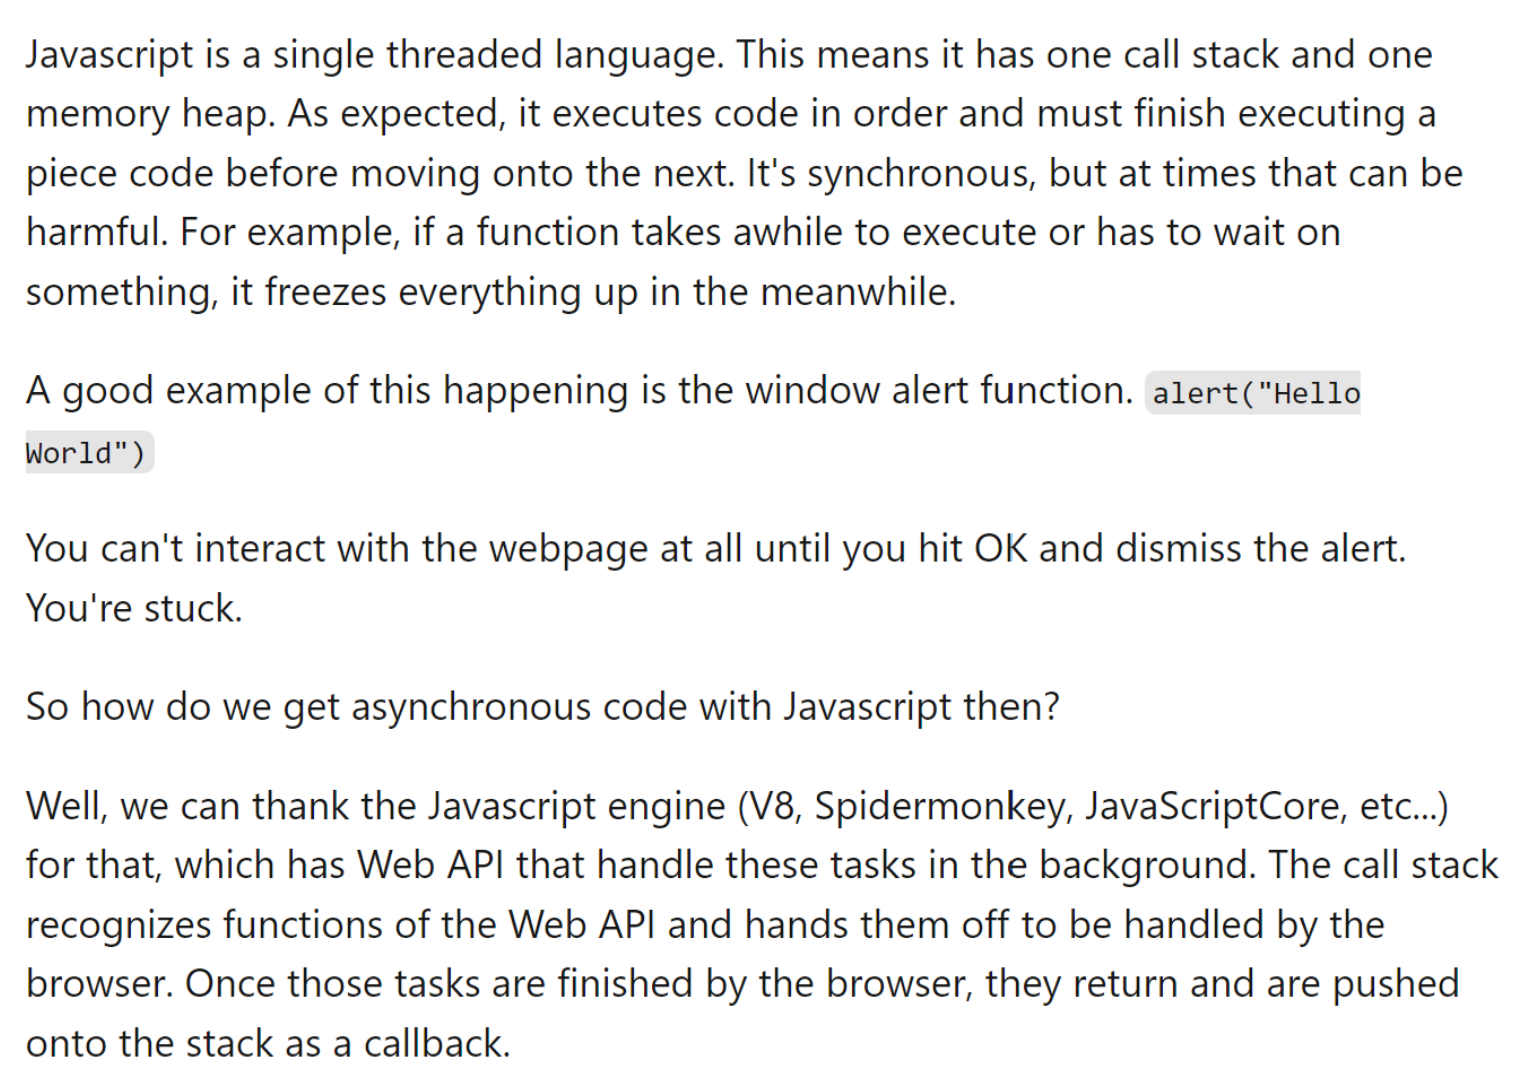 Javascript is a single threaded language. This means it has one call stack and one
memory heap. As expected, it executes code in order and must finish executing a
piece code before moving onto the next. It's synchronous, but at times that can be
harmful. For example, if a function takes awhile to execute or has to wait on
something, it freezes everything up in the meanwhile.
A good example of this happening is the window alert function. alert("Hello
World")
You can't interact with the webpage at all until you hit OK and dismiss the alert.
You're stuck.
So how do we get asynchronous code with Javascript then?
Well, we can thank the Javascript engine (V8, Spidermonkey, JavaScriptCore, etc...)
for that, which has Web API that handle these tasks in the background. The call stack
recognizes functions of the Web API and hands them off to be handled by the
browser. Once those tasks are finished by the browser, they return and are pushed
onto the stack as a callback.